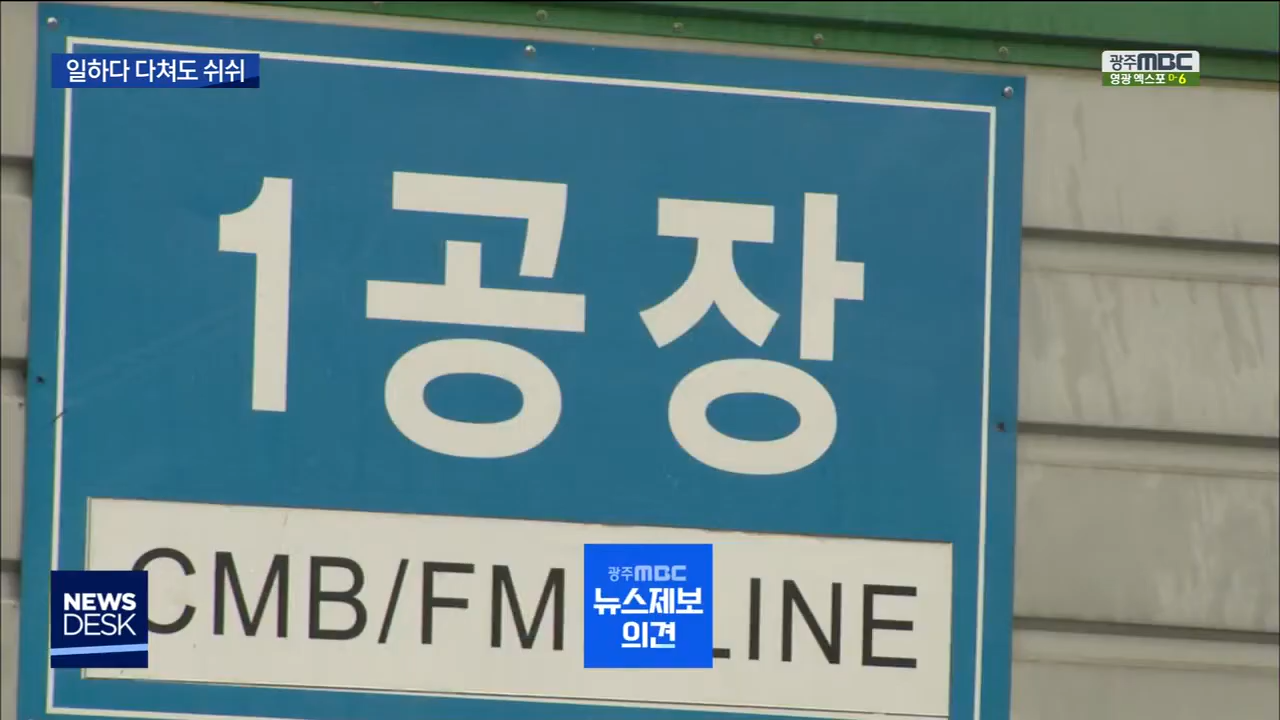 일하다 다쳐도 쉬쉬
광주MBC
영광 엑스포 D-6
1공장
CMB/FM LINE
NEWS
DESK
광주MBC
뉴스제보
의견